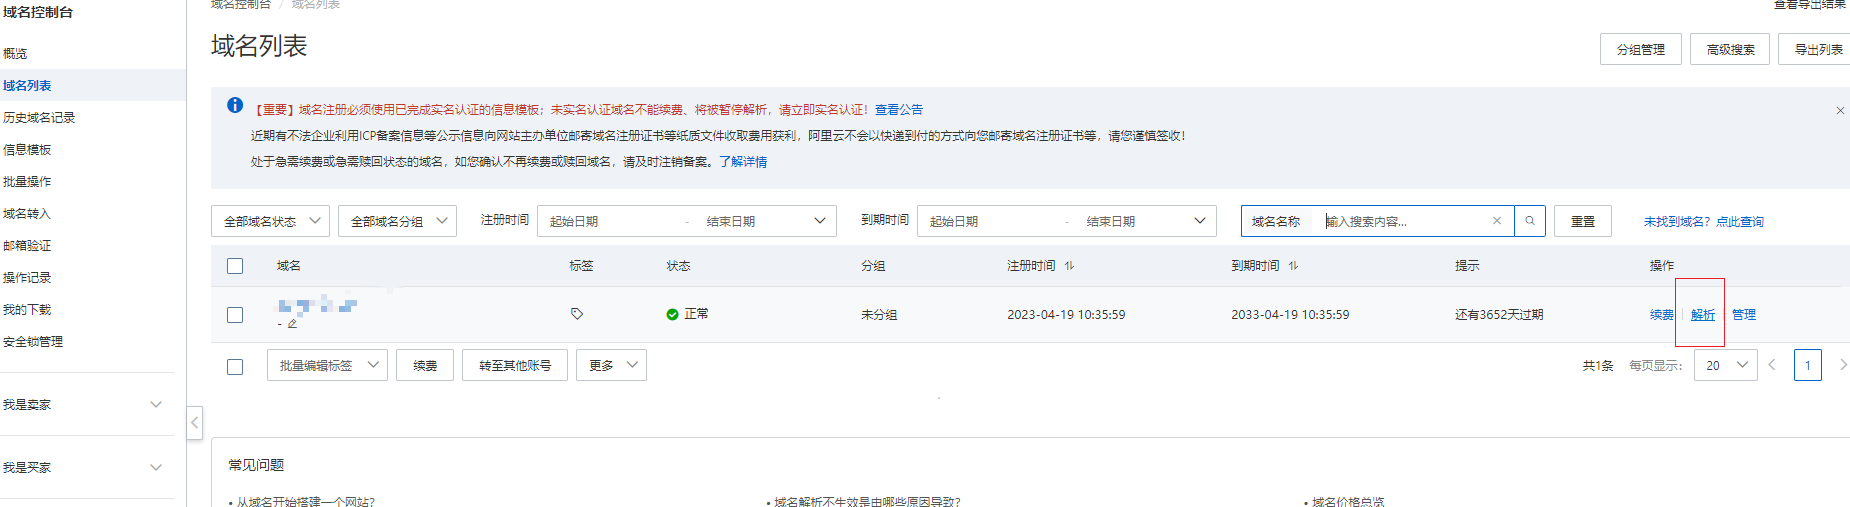 域名控制台
概览
域名列表
历史域名记录
信息模板
批量操作
域名转入
邮箱验证
操作记录
我的下载
安全锁管理
我是卖家
我是买家
域名控制台 / 域名列表
查看导出结果
域名列表
分组管理
高级搜索
导出列表
【重要】域名注册必须使用已完成实名认证的信息模板；未实名认证域名不能续费、将被暂停解析，请立即实名认证！查看公告
近期有不法企业利用ICP备案信息等公示信息向网站主办单位邮寄域名注册证书等纸质文件收取费用获利，阿里云不会以快递到付的方式向您邮寄域名注册证书等，请您谨慎签收！
处于急需续费或急需赎回状态的域名，如您确认不再续费或赎回域名，请及时注销备案。了解详情
全部域名状态 全部域名分组 注册时间 起始日期 - 结束日期 到期时间 起始日期 - 结束日期 域名名称 输入搜索内容... 重置 未找到域名？点此查询
域名 标签 状态 分组 注册时间 到期时间 提示 操作
- 正常 未分组 2023-04-19 10:35:59 2033-04-19 10:35:59 还有3652天过期 续费 解析 管理
批量编辑标签 续费 转至其他账号 更多 共1条 每页显示： 20 1
常见问题
• 从域名开始搭建一个网站？
• 域名解析不生效是由哪些原因导致？
• 域名价格总览